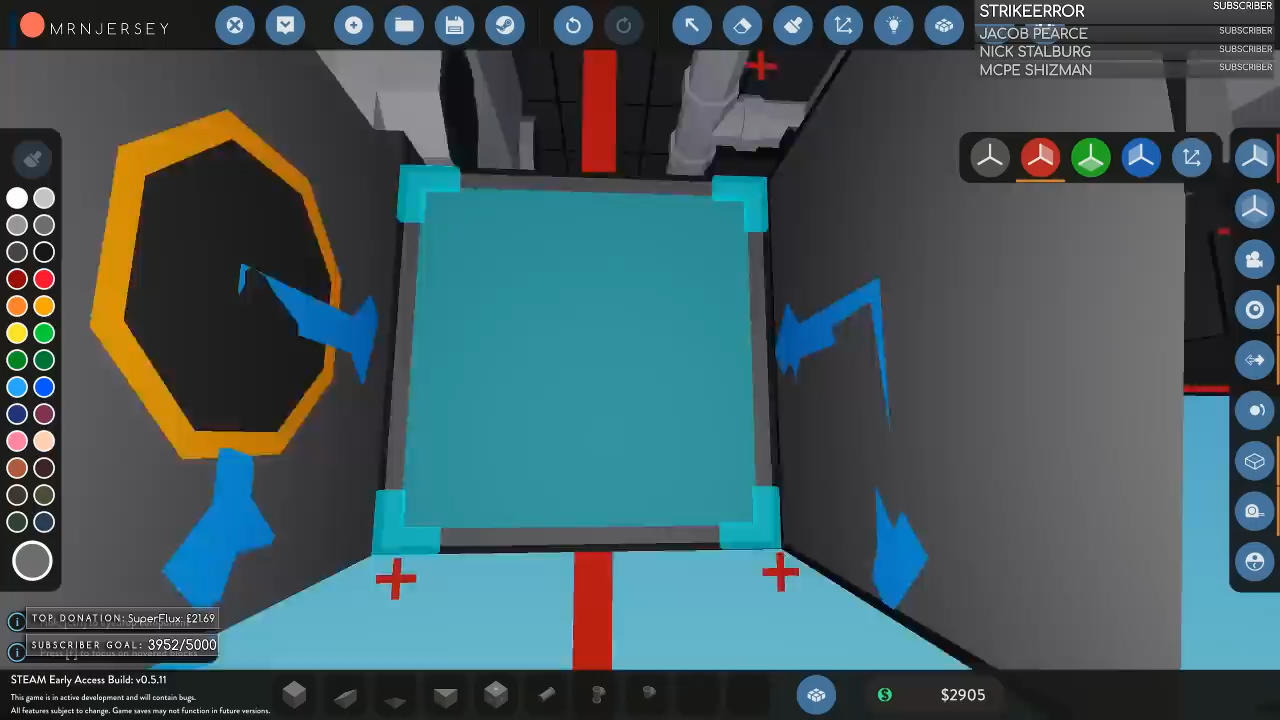 MRNJERSEY
STRIKEERROR SUBSCRIBER
JACOB PEARCE SUBSCRIBER
NICK STALBURG SUBSCRIBER
MCPE SHIZMAN SUBSCRIBER
TOP DONATION: SuperFlux: £21.69
SUBSCRIBER GOAL: 3952/5000
STEAM Early Access Build: v0.5.11
This game is in active development and will contain bugs.
All features subject to change. Game saves may not function in future versions.
$2905